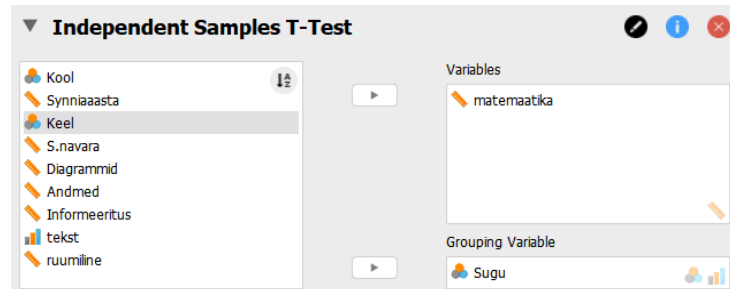 Independent Samples T-Test
Kool
Synniaaasta
Keel
S.navara
Diagrammid
Andmed
Informeeritus
tekst
ruumiline
Variables
matemaatika
Grouping Variable
Sugu